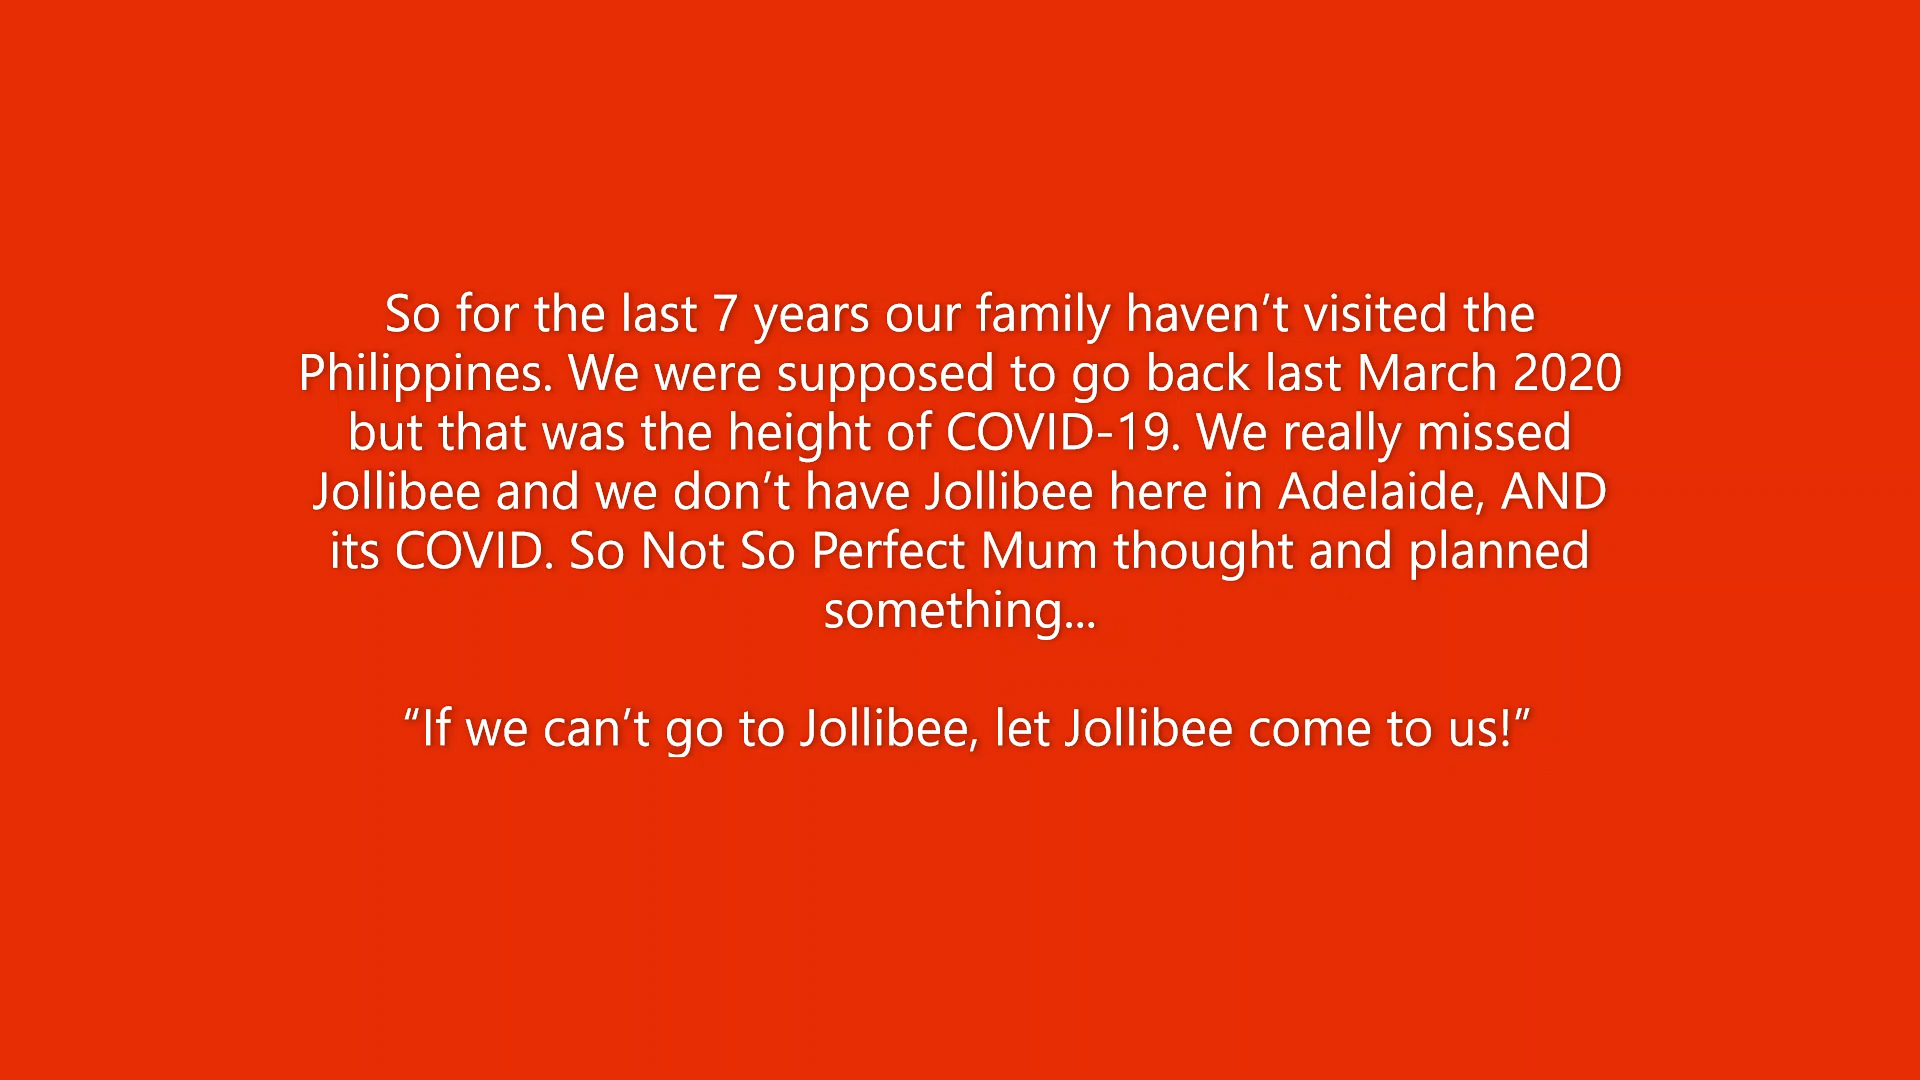 So for the last 7 years our family haven’t visited the
Philippines. We were supposed to go back last March 2020
but that was the height of COVID-19. We really missed
Jollibee and we don’t have Jollibee here in Adelaide, AND
its COVID. So Not So Perfect Mum thought and planned
something...
“If we can’t go to Jollibee, let Jollibee come to us!”